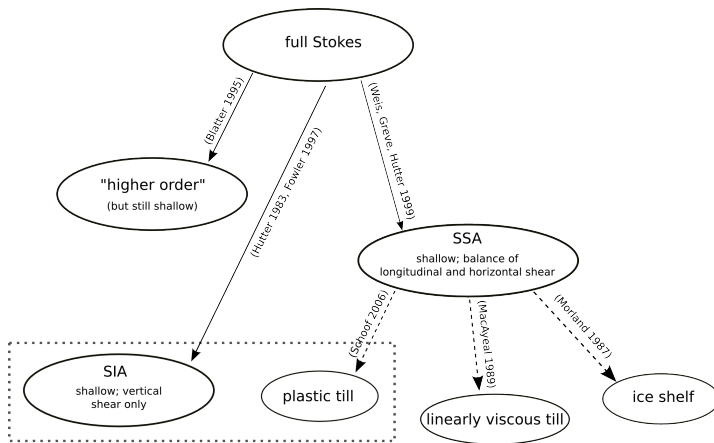 full Stokes
(Blatter 1995)
(Hutter 1983, Fowler 1997)
(Weis, Greve, Hutter 1999)
"higher order"
(but still shallow)
SSA
shallow; balance of
longitudinal and horizontal shear
(Schoof 2006)
(MacAyeal 1989)
(Morland 1987)
SIA
shallow; vertical
shear only
plastic till
linearly viscous till
ice shelf